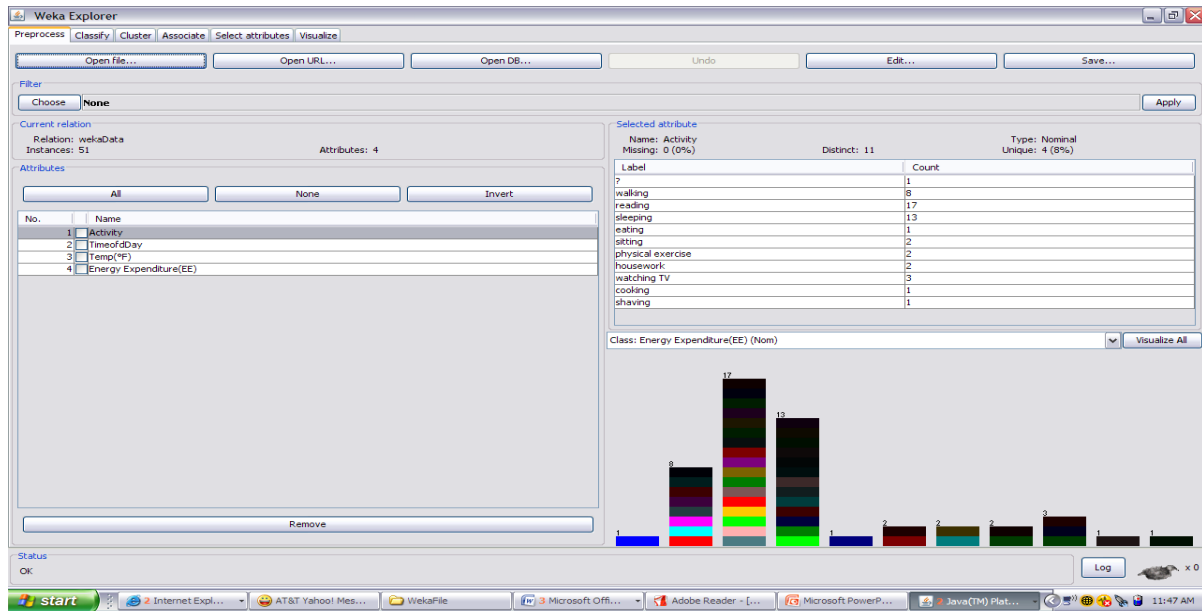 Weka Explorer
Preprocess Classify Cluster Associate Select attributes Visualize
Open file... Open URL... Open DB... Undo Edit... Save...
Filter
Choose None Apply
Current relation
Relation: wekaData
Instances: 51 Attributes: 4
Attributes
All None Invert
No. Name
1 Activity
2 TimeofdDay
3 Temp(°F)
4 Energy Expenditure(EE)
Remove
Selected attribute
Name: Activity Type: Nominal
Missing: 0 (0%) Distinct: 11 Unique: 4 (8%)
Label Count
? 1
walking 8
reading 17
sleeping 13
eating 1
sitting 2
physical exercise 2
housework 2
watching TV 3
cooking 1
shaving 1
Class: Energy Expenditure(EE) (Nom) Visualize All
1 8 17 13 1 2 2 2 3 1 1
Status
OK Log x 0
start 2 Internet Expl... AT&T Yahoo! Mes... WekaFile 3 Microsoft Offi... Adobe Reader - [... Microsoft PowerP... 3 Java(TM) Plat... 11:47 AM